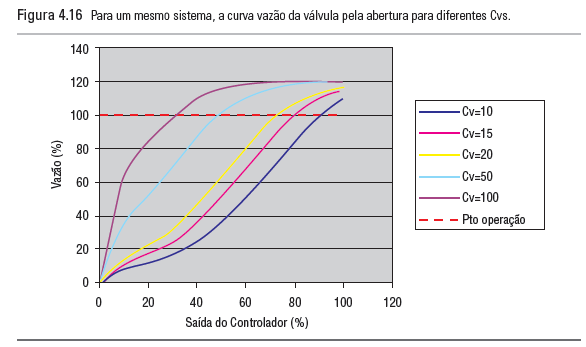 Figura 4.16 Para um mesmo sistema, a curva vazão da válvula pela abertura para diferentes Cvs.
140
120
100
80
60
40
20
0
Vazão (%)
0 20 40 60 80 100 120
Saída do Controlador (%)
Cv=10
Cv=15
Cv=20
Cv=50
Cv=100
Pto operação